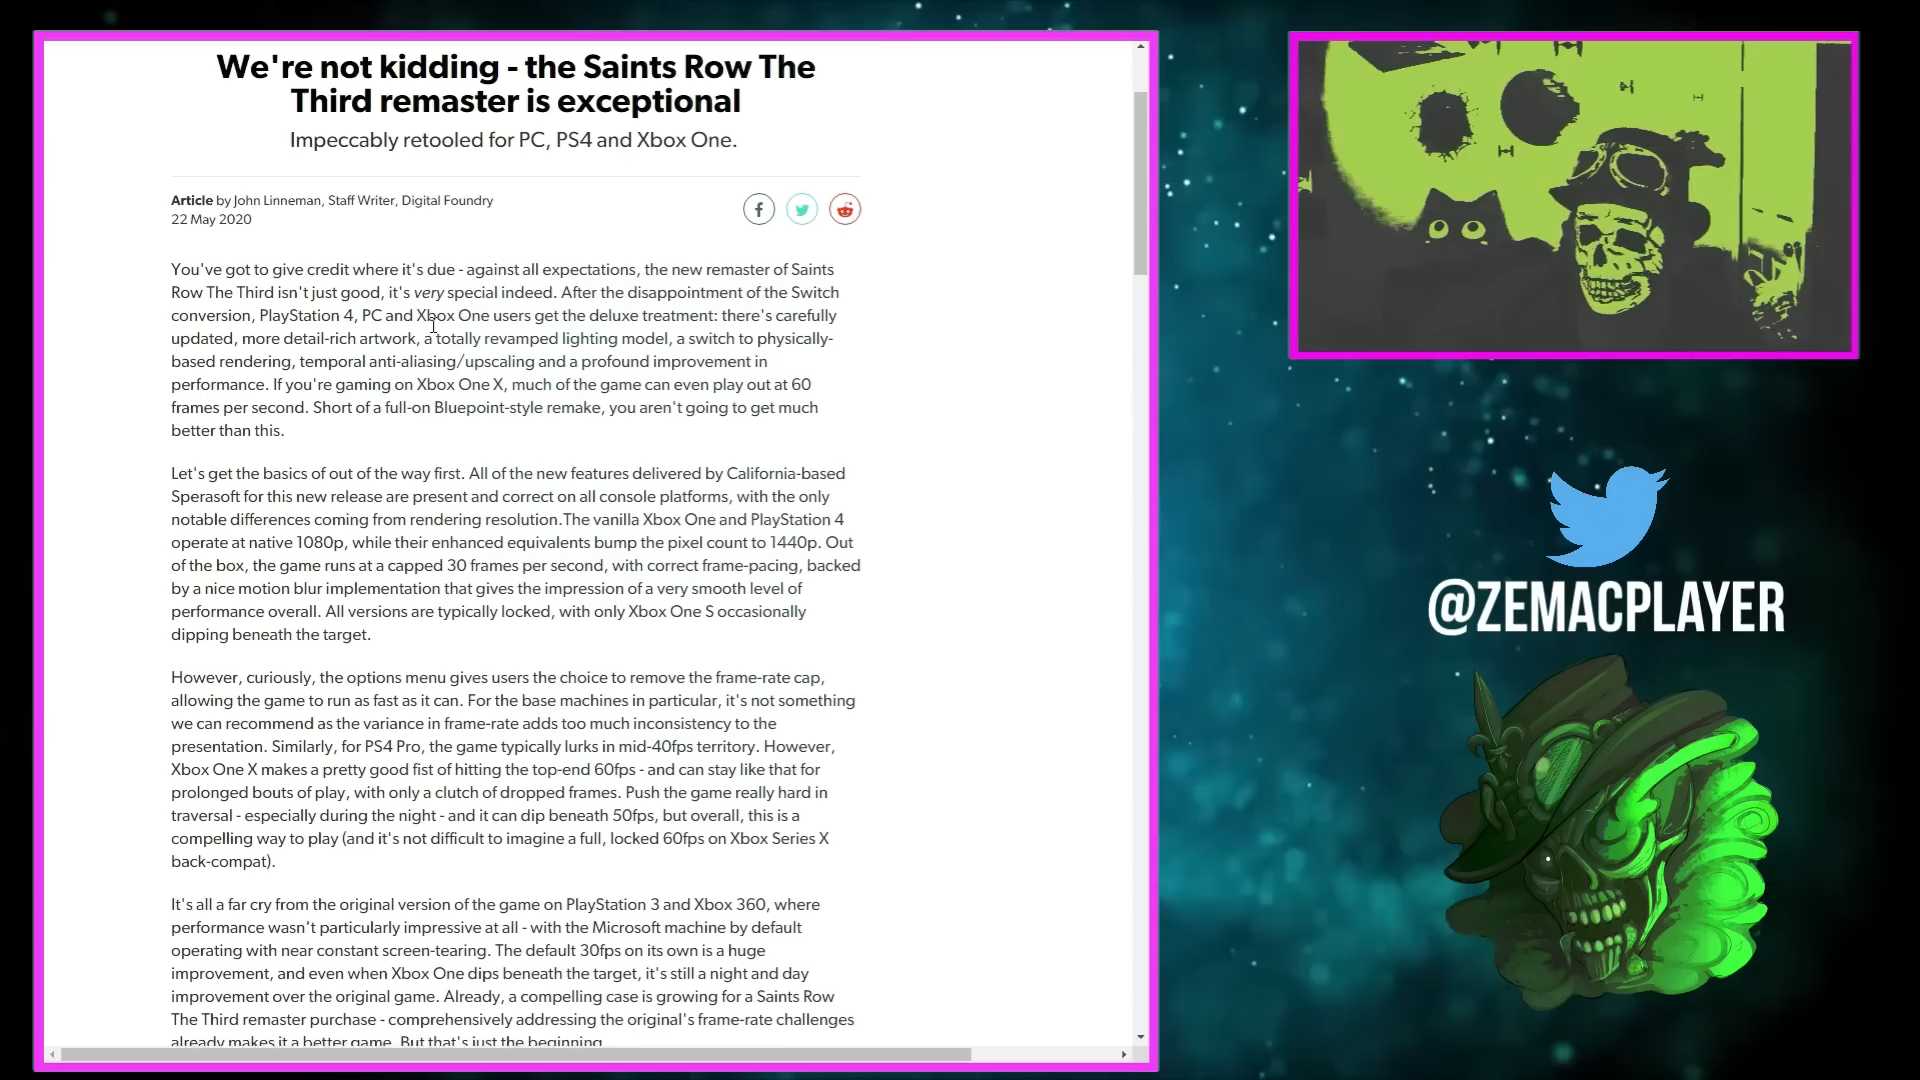 We're not kidding - the Saints Row The
Third remaster is exceptional
Impeccably retooled for PC, PS4 and Xbox One.
Article by John Linneman, Staff Writer, Digital Foundry
22 May 2020
You've got to give credit where it's due - against all expectations, the new remaster of Saints
Row The Third isn't just good, it's very special indeed. After the disappointment of the Switch
conversion, PlayStation 4, PC and Xbox One users get the deluxe treatment: there's carefully
updated, more detail-rich artwork, a totally revamped lighting model, a switch to physically-
based rendering, temporal anti-aliasing/upscaling and a profound improvement in
performance. If you're gaming on Xbox One X, much of the game can even play out at 60
frames per second. Short of a full-on Bluepoint-style remake, you aren't going to get much
better than this.
Let's get the basics of out of the way first. All of the new features delivered by California-based
Sperasoft for this new release are present and correct on all console platforms, with the only
notable differences coming from rendering resolution.The vanilla Xbox One and PlayStation 4
operate at native 1080p, while their enhanced equivalents bump the pixel count to 1440p. Out
of the box, the game runs at a capped 30 frames per second, with correct frame-pacing, backed
by a nice motion blur implementation that gives the impression of a very smooth level of
performance overall. All versions are typically locked, with only Xbox One S occasionally
dipping beneath the target.
However, curiously, the options menu gives users the choice to remove the frame-rate cap,
allowing the game to run as fast as it can. For the base machines in particular, it's not something
we can recommend as the variance in frame-rate adds too much inconsistency to the
presentation. Similarly, for PS4 Pro, the game typically lurks in mid-40fps territory. However,
Xbox One X makes a pretty good fist of hitting the top-end 60fps - and can stay like that for
prolonged bouts of play, with only a clutch of dropped frames. Push the game really hard in
traversal - especially during the night - and it can dip beneath 50fps, but overall, this is a
compelling way to play (and it's not difficult to imagine a full, locked 60fps on Xbox Series X
back-compat).
It's all a far cry from the original version of the game on PlayStation 3 and Xbox 360, where
performance wasn't particularly impressive at all - with the Microsoft machine by default
operating with near constant screen-tearing. The default 30fps on its own is a huge
improvement, and even when Xbox One dips beneath the target, it's still a night and day
improvement over the original game. Already, a compelling case is growing for a Saints Row
The Third remaster purchase - comprehensively addressing the original's frame-rate challenges
already makes it a better game. But that's just the beginning.
@ZEMACPLAYER